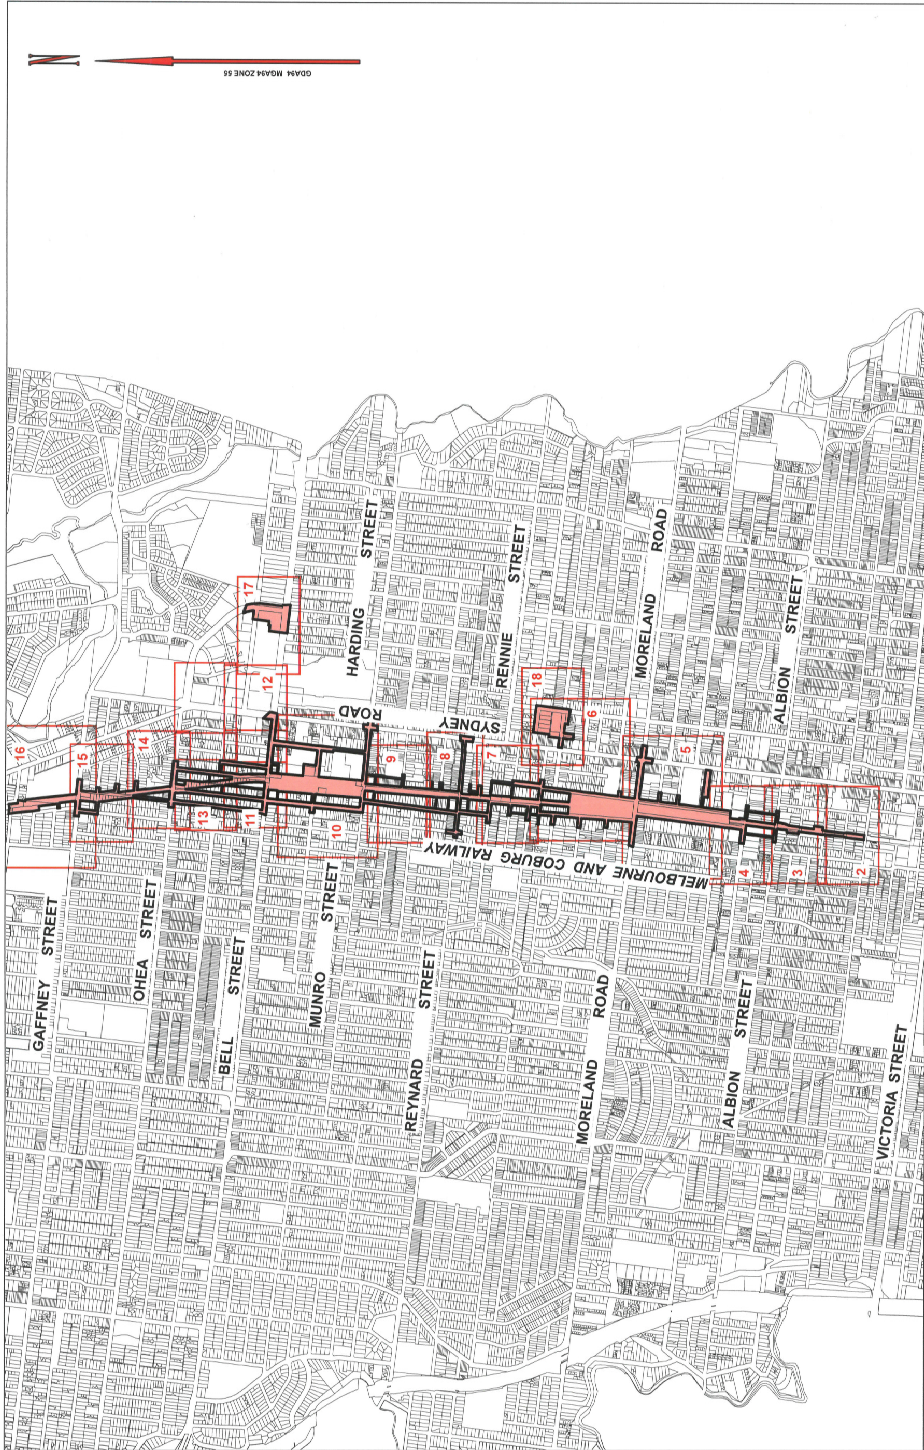 N
GDA94 MGA94 ZONE 55
16
15
14
13
12
11
17
10
9
8
7
18
6
5
4
3
2
GAFFNEY STREET
OHEA STREET
BELL STREET
MUNRO STREET
REYNARD STREET
MORELAND ROAD
ALBION STREET
VICTORIA STREET
HARDING STREET
SYDNEY ROAD
RENNIE STREET
SYDNEY
MORELAND ROAD
ALBION STREET
MELBOURNE AND COBURG RAILWAY